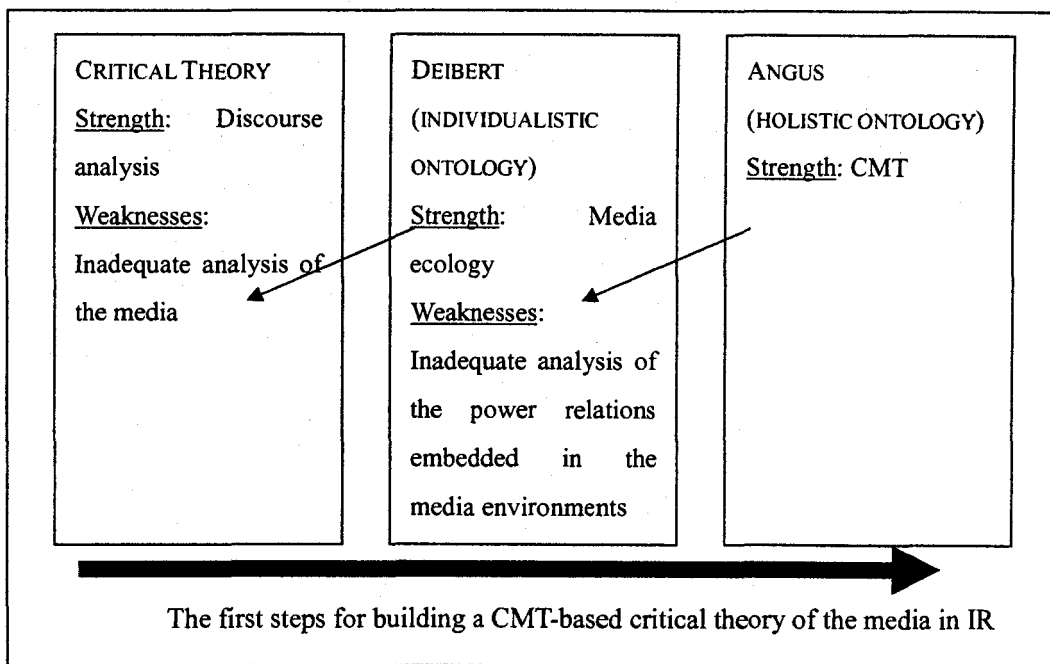 CRITICAL THEORY
Strength: Discourse
analysis
Weaknesses:
Inadequate analysis of
the media
DEIBERT
(INDIVIDUALISTIC
ONTOLOGY)
Strength: Media
ecology
Weaknesses:
Inadequate analysis of
the power relations
embedded in the
media environments
ANGUS
(HOLISTIC ONTOLOGY)
Strength: CMT
The first steps for building a CMT-based critical theory of the media in IR